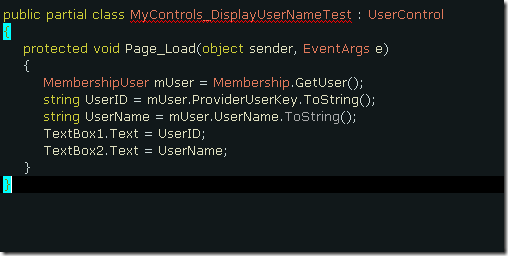 public partial class MyControls_DisplayUserNameTest : UserControl
{
protected void Page_Load(object sender, EventArgs e)
{
MembershipUser mUser = Membership.GetUser();
string UserID = mUser.ProviderUserKey.ToString();
string UserName = mUser.UserName.ToString();
TextBox1.Text = UserID;
TextBox2.Text = UserName;
}
}